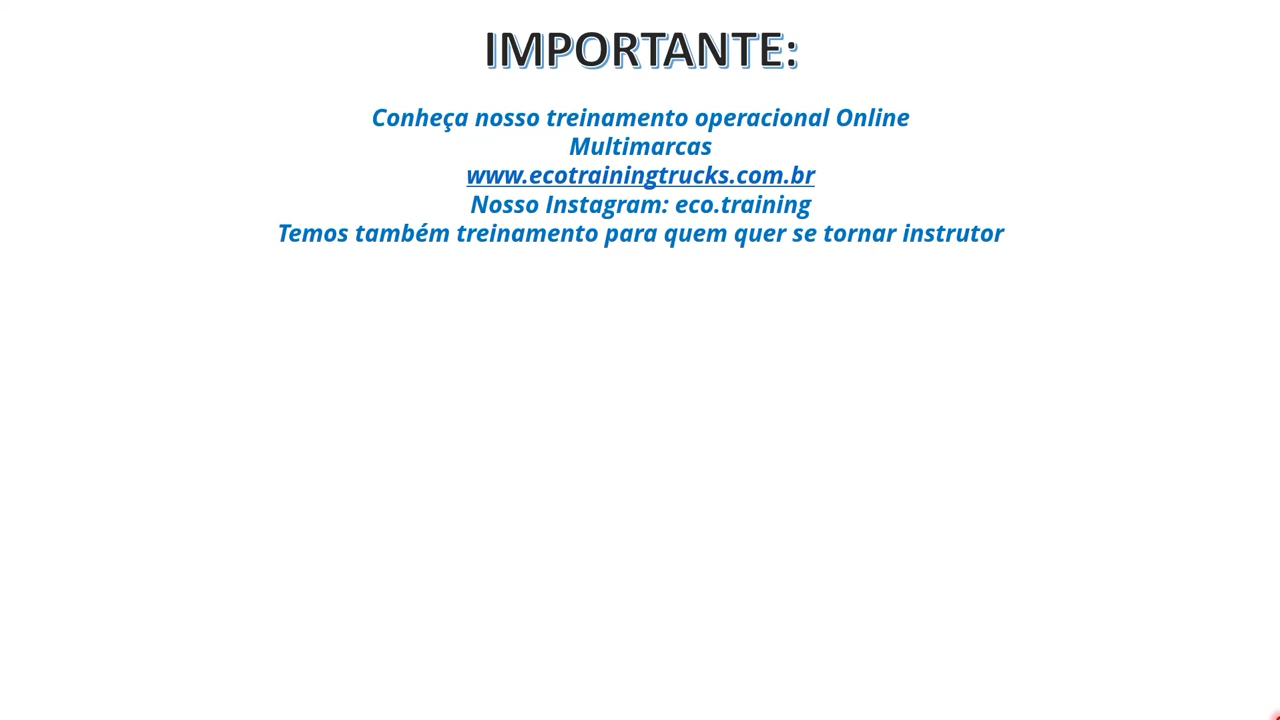 IMPORTANTE:
Conheça nosso treinamento operacional Online
Multimarcas
www.ecotrainingtrucks.com.br
Nosso Instagram: eco.training
Temos também treinamento para quem quer se tornar instrutor